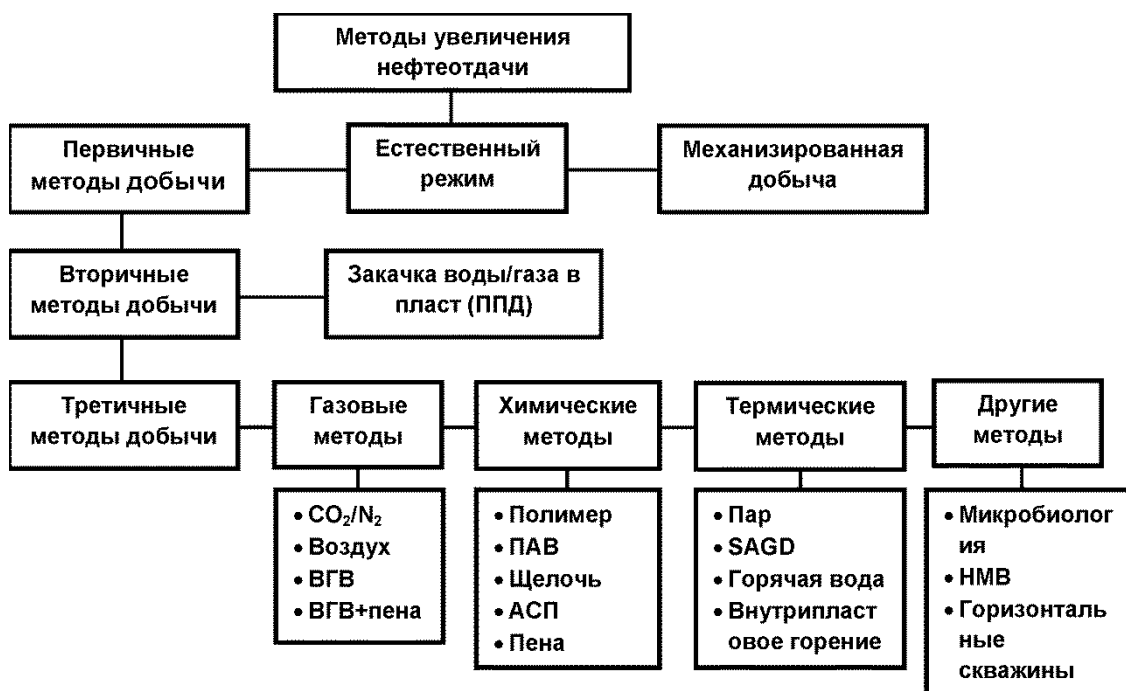 Методы увеличения
нефтеотдачи
Первичные
методы добычи
Естественный
режим
Механизированная
добыча
Вторичные
методы добычи
Закачка воды/газа в
пласт (ППД)
Третичные
методы добычи
Газовые
методы
Химические
методы
Термические
методы
Другие
методы
• CO₂/N₂
• Воздух
• ВГВ
• ВГВ+пена
• Полимер
• ПАВ
• Щелочь
• АСП
• Пена
• Пар
• SAGD
• Горячая вода
• Внутрипласт
овое горение
• Микробиолог
ия
• НМВ
• Горизонталь
ные
скважины